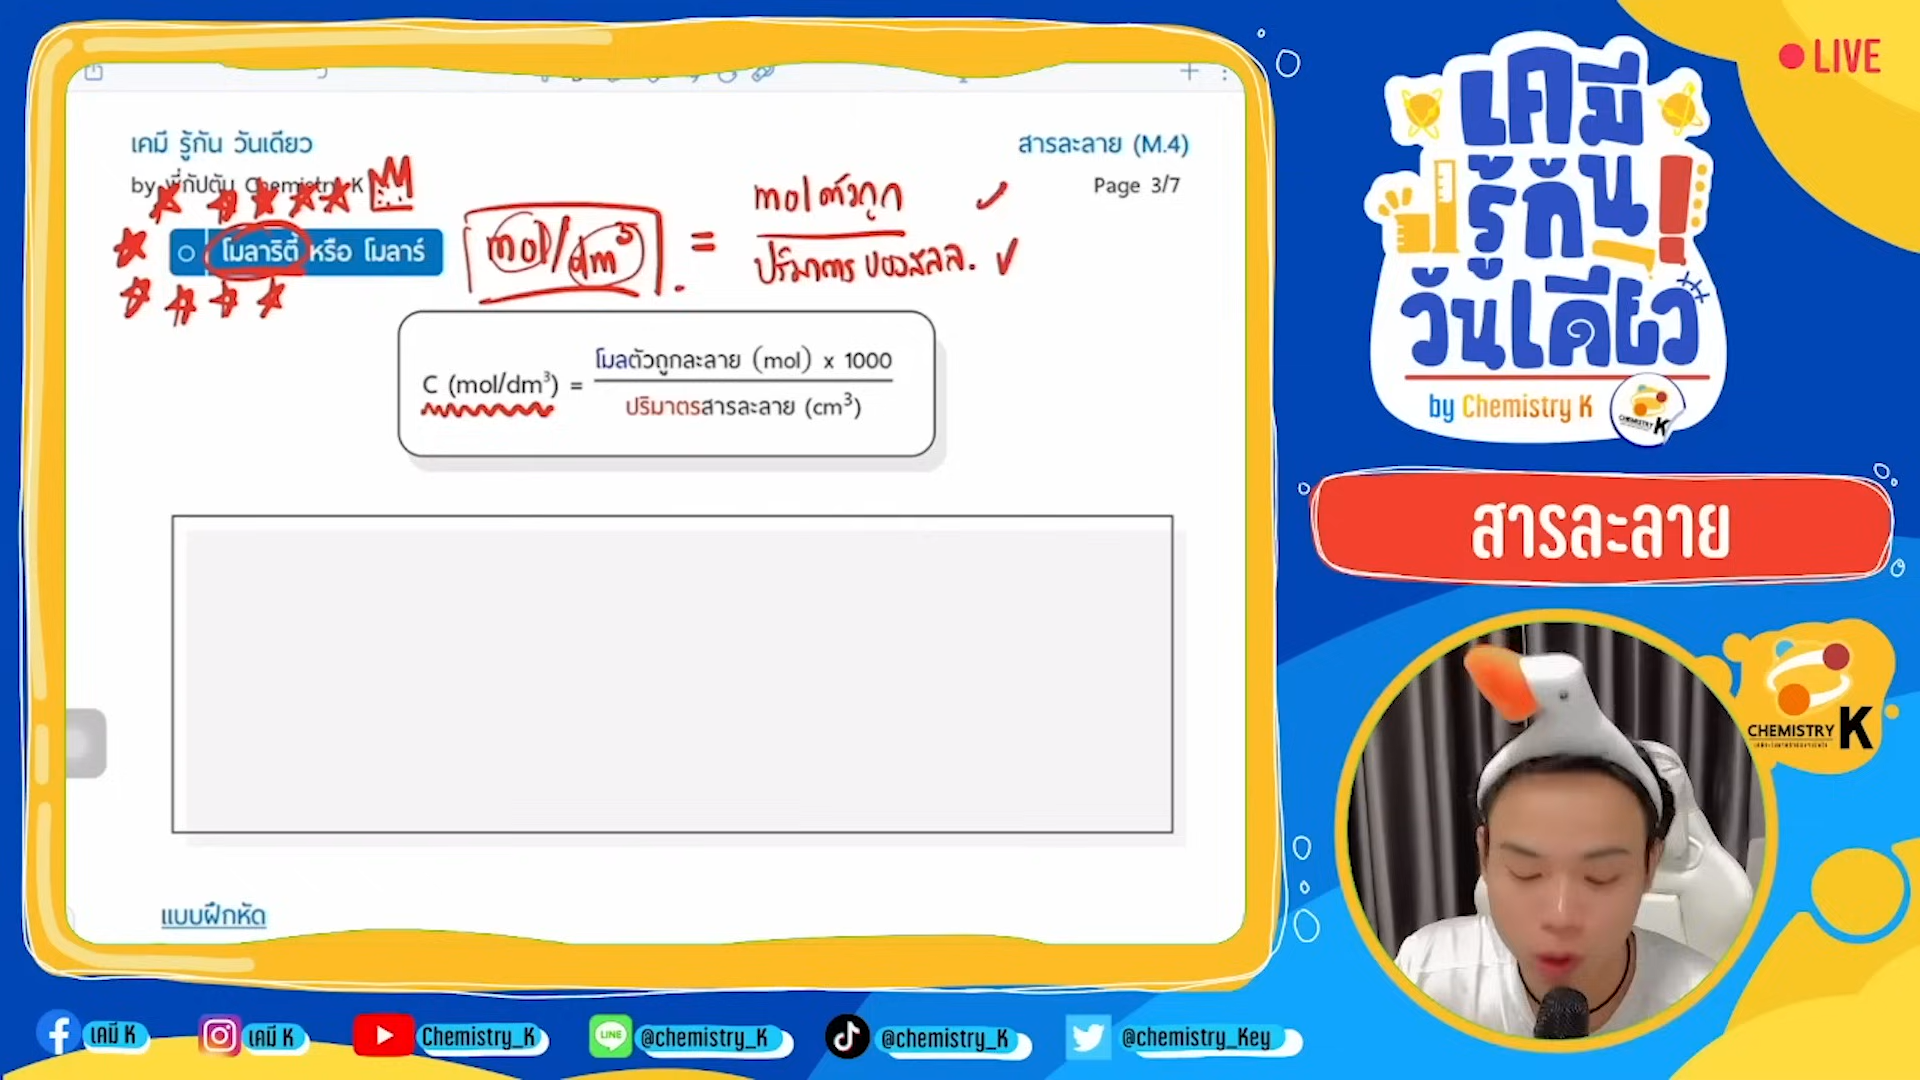 เคมี รู้กัน วันเดียว
by พี่กัปตัน Chemistry K
สารละลาย (M.4)
Page 3/7
โมลาริตี้ หรือ โมลาร์
mol/dm³ = mol ตัวถูก
ปริมาตร ของสลล.
C (mol/dm³) = โมลตัวถูกละลาย (mol) x 1000
ปริมาตรสารละลาย (cm³)
แบบฝึกหัด
LIVE
เคมี
รู้กัน!
วันเดียว
by Chemistry K
CHEMISTRY K
สารละลาย
CHEMISTRY K
เคมี K
เคมี K
Chemistry_K
LINE
@chemistry_K
@chemistry_K
@chemistry_Key